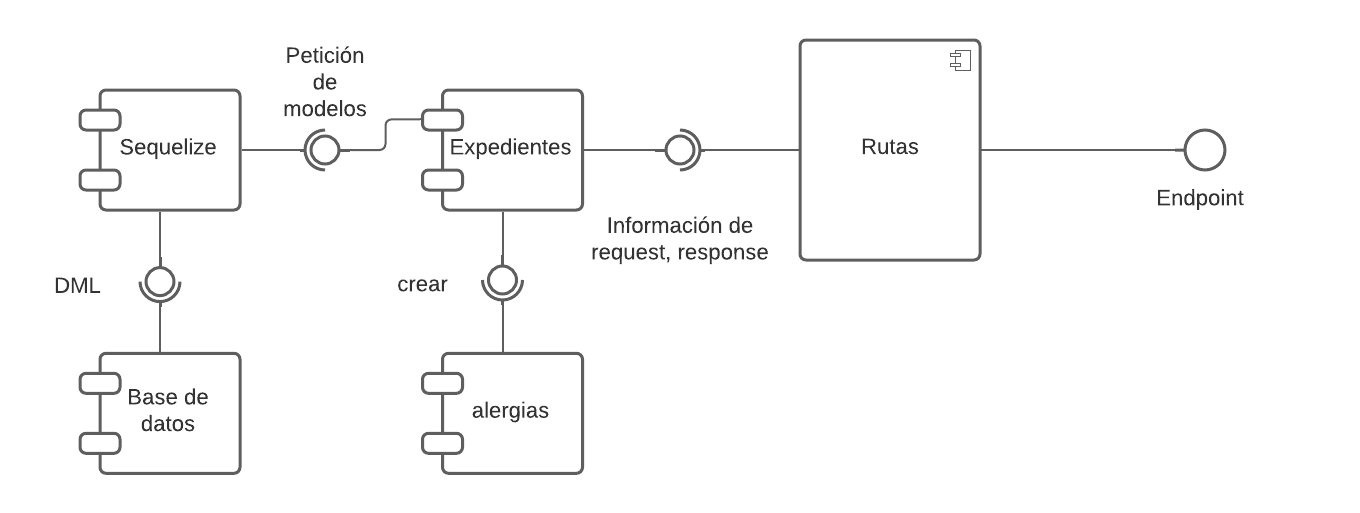 Petición
de
modelos
Sequelize
Expedientes
Rutas
Endpoint
Información de
request, response
DML
crear
Base de
datos
alergias